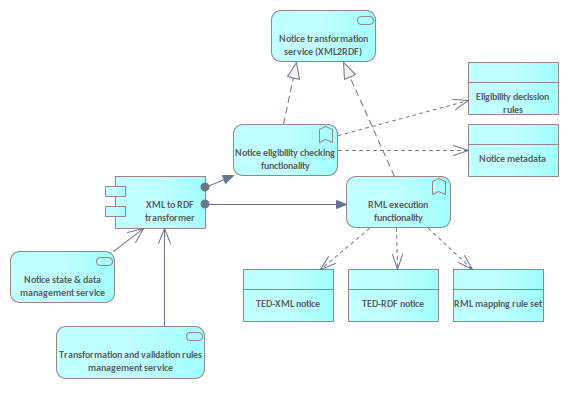 Notice transformation
service (XML2RDF)
Eligibility decission
rules
Notice eligibility checking
functionality
Notice metadata
XML to RDF
transformer
RML execution
functionality
Notice state & data
management service
TED-XML notice
TED-RDF notice
RML mapping rule set
Transformation and validation rules
management service